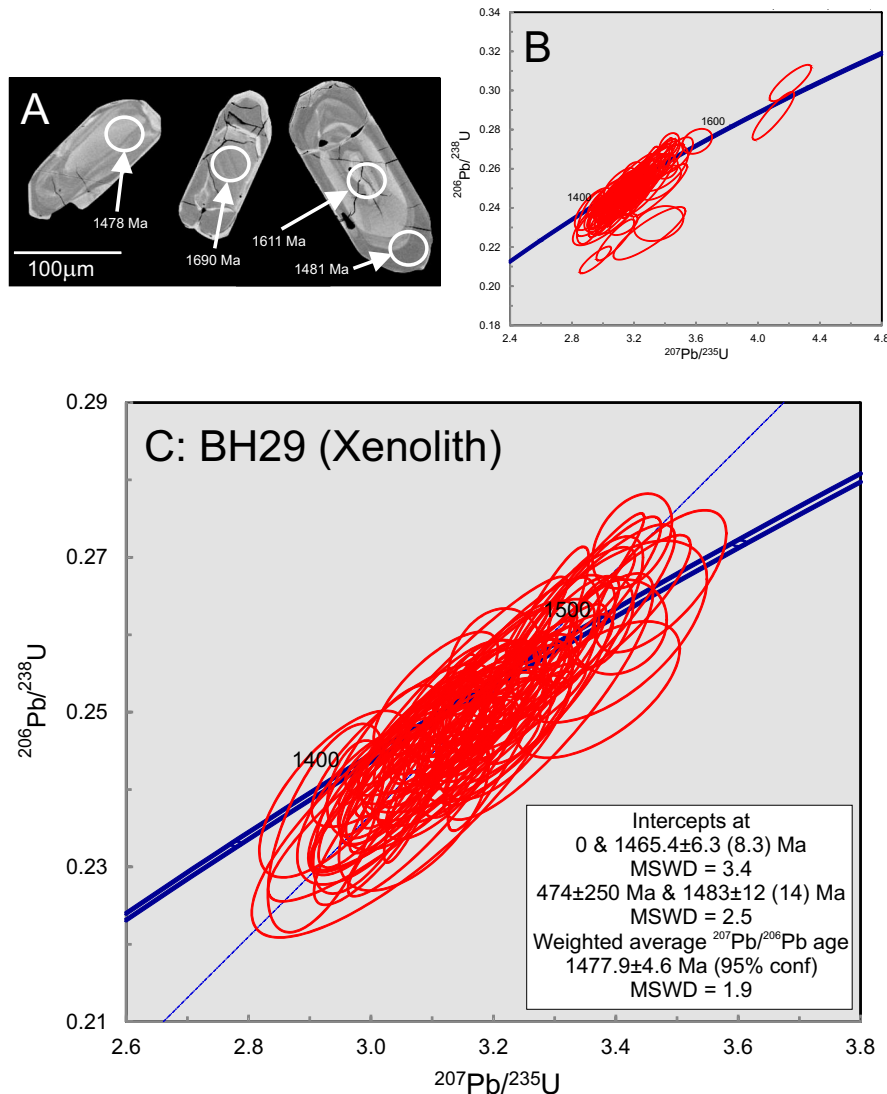 A
1478 Ma
1690 Ma
1611 Ma
1481 Ma
100μm
B
0.34
0.32
0.30
0.28
0.26
0.24
0.22
0.20
0.18
2.4 2.8 3.2 3.6 4.0 4.4 4.8
1400
1600
²⁰⁶Pb/²³⁸U
²⁰⁷Pb/²³⁵U
C: BH29 (Xenolith)
0.29
0.27
0.25
0.23
0.21
2.6 2.8 3.0 3.2 3.4 3.6 3.8
1400
1500
²⁰⁶Pb/²³⁸U
²⁰⁷Pb/²³⁵U
Intercepts at
0 & 1465.4±6.3 (8.3) Ma
MSWD = 3.4
474±250 Ma & 1483±12 (14) Ma
MSWD = 2.5
Weighted average ²⁰⁷Pb/²⁰⁶Pb age
1477.9±4.6 Ma (95% conf)
MSWD = 1.9